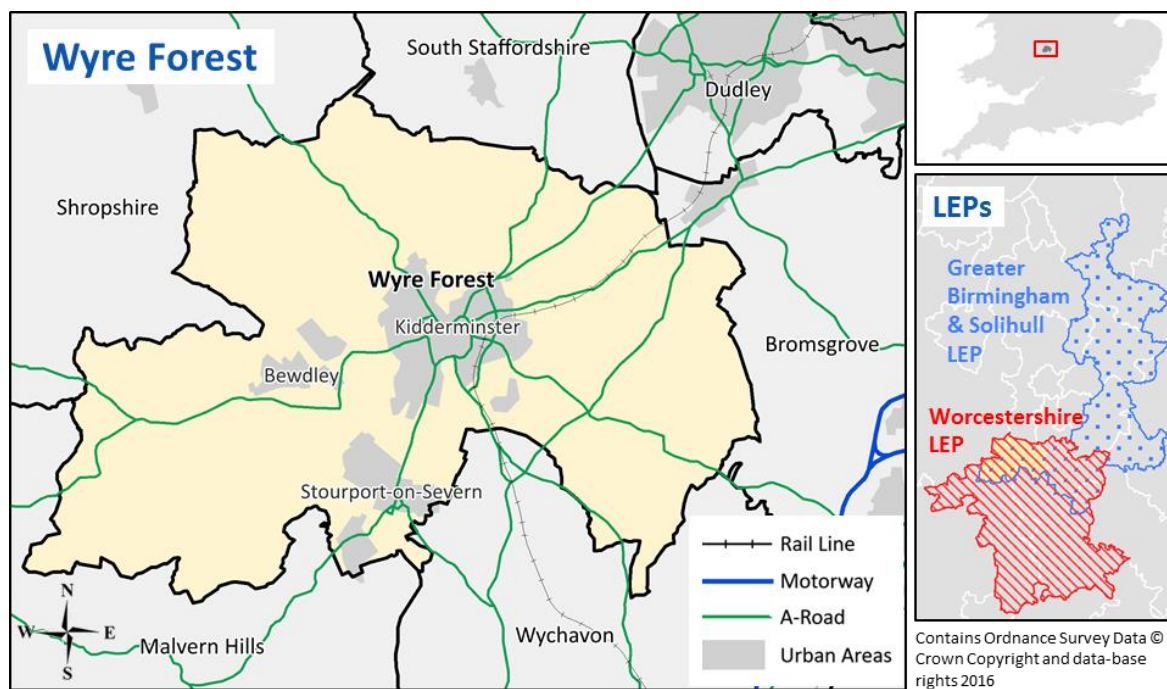 Wyre Forest
South Staffordshire
Dudley
Shropshire
Wyre Forest
Kidderminster
Bewdley
Bromsgrove
Stourport-on-Severn
Malvern Hills
Wychavon
N
W
E
S
Rail Line
Motorway
A-Road
Urban Areas
LEPs
Greater
Birmingham
& Solihull
LEP
Worcestershire
LEP
Contains Ordnance Survey Data ©
Crown Copyright and data-base
rights 2016